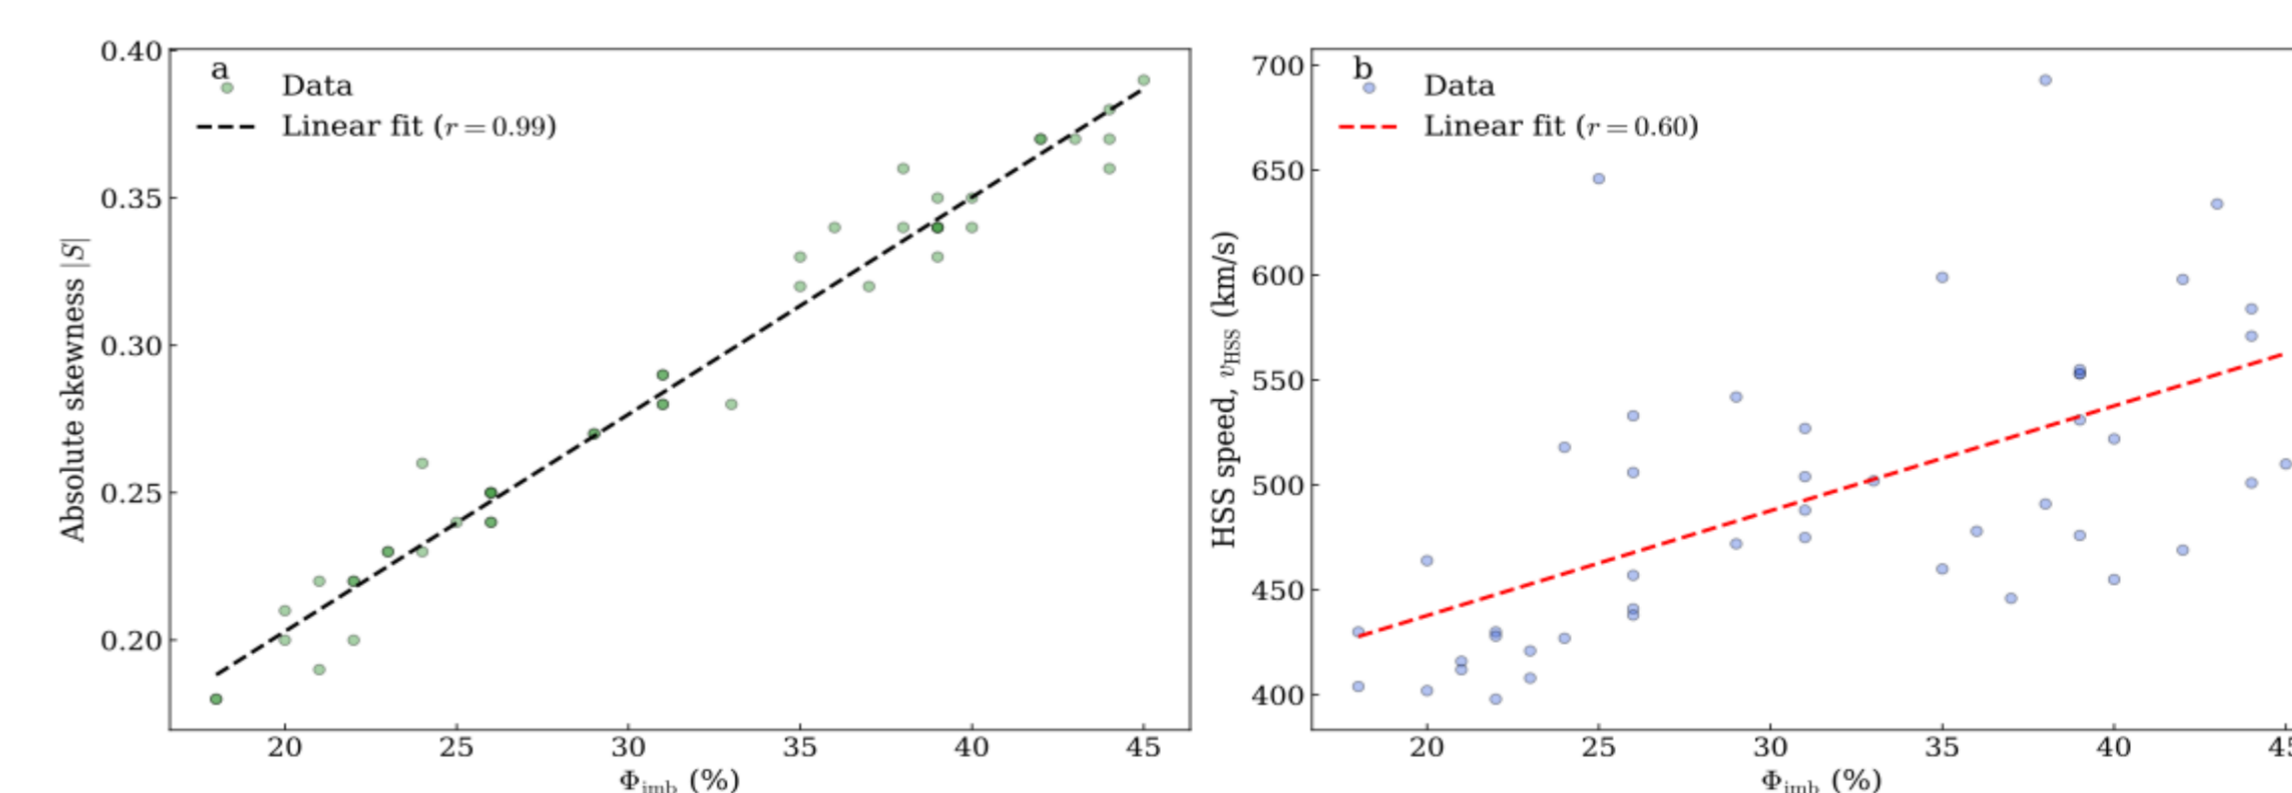 a
Data
Linear fit (r = 0.99)
0.40
0.35
0.30
0.25
0.20
Absolute skewness |S|
20 25 30 35 40 45
Φimb (%)
b
Data
Linear fit (r = 0.60)
700
650
600
550
500
450
400
HSS speed, vHSS (km/s)
20 25 30 35 40 45
Φimb (%)